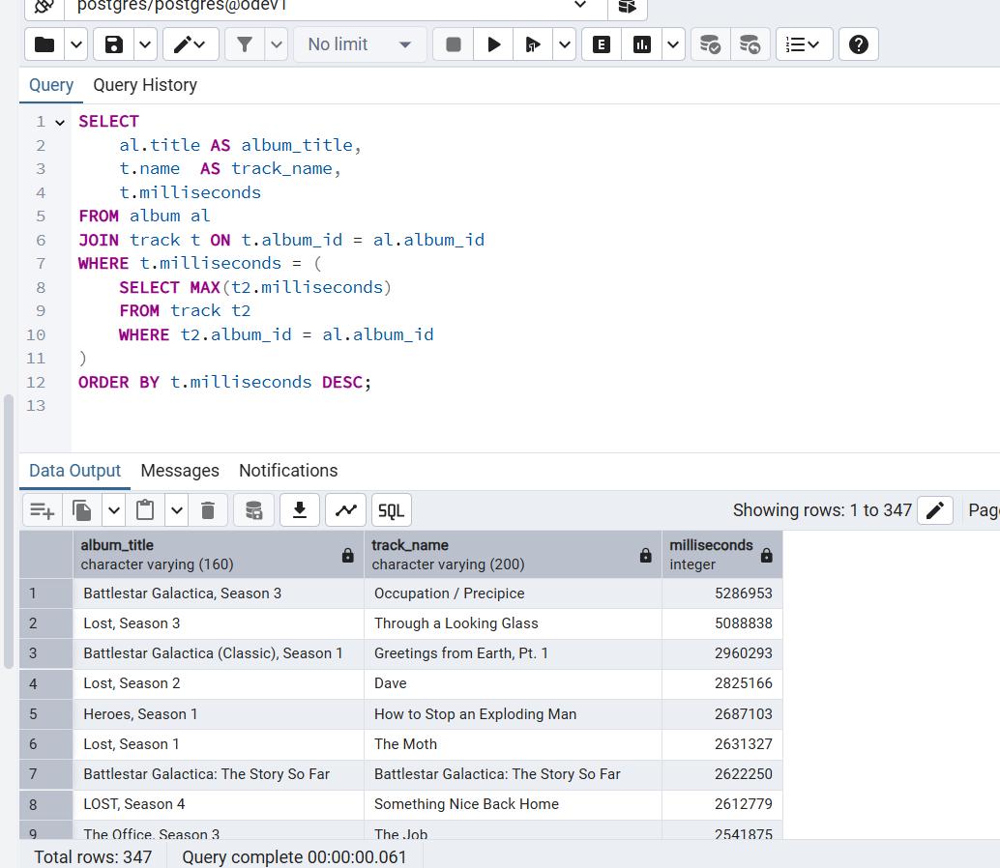 postgres/postgres@odev1
No limit
E
Query Query History
1 SELECT
2 al.title AS album_title,
3 t.name  AS track_name,
4 t.milliseconds
5 FROM album al
6 JOIN track t ON t.album_id = al.album_id
7 WHERE t.milliseconds = (
8 SELECT MAX(t2.milliseconds)
9 FROM track t2
10 WHERE t2.album_id = al.album_id
11 )
12 ORDER BY t.milliseconds DESC;
13
Data Output Messages Notifications
SQL Showing rows: 1 to 347
album_title track_name milliseconds
character varying (160) character varying (200) integer
1 Battlestar Galactica, Season 3 Occupation / Precipice 5286953
2 Lost, Season 3 Through a Looking Glass 5088838
3 Battlestar Galactica (Classic), Season 1 Greetings from Earth, Pt. 1 2960293
4 Lost, Season 2 Dave 2825166
5 Heroes, Season 1 How to Stop an Exploding Man 2687103
6 Lost, Season 1 The Moth 2631327
7 Battlestar Galactica: The Story So Far Battlestar Galactica: The Story So Far 2622250
8 LOST, Season 4 Something Nice Back Home 2612779
9 The Office, Season 3 The Job 2541875
Total rows: 347 Query complete 00:00:00.061